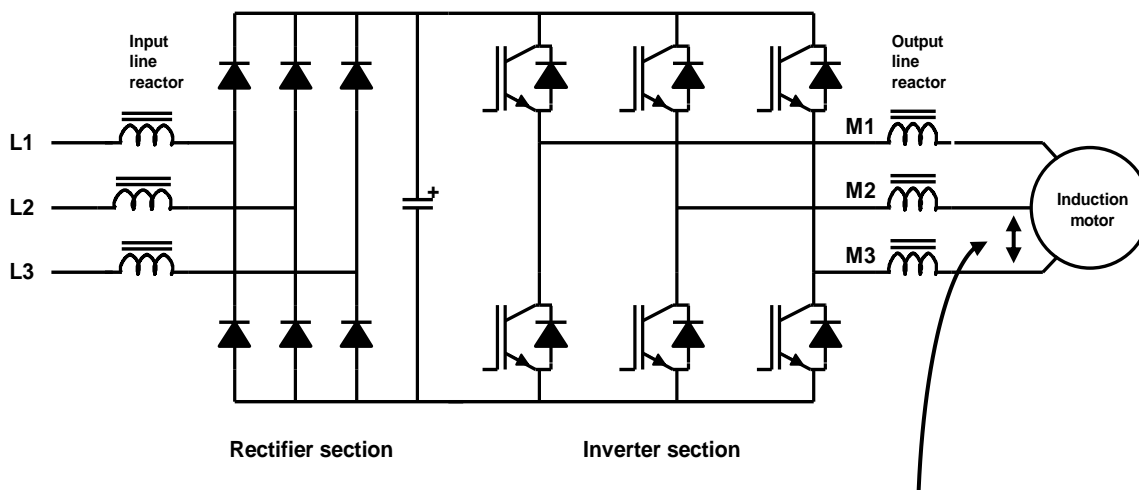 Input
line
reactor
Output
line
reactor
L1
L2
L3
+
M1
M2
M3
Induction
motor
Rectifier section
Inverter section